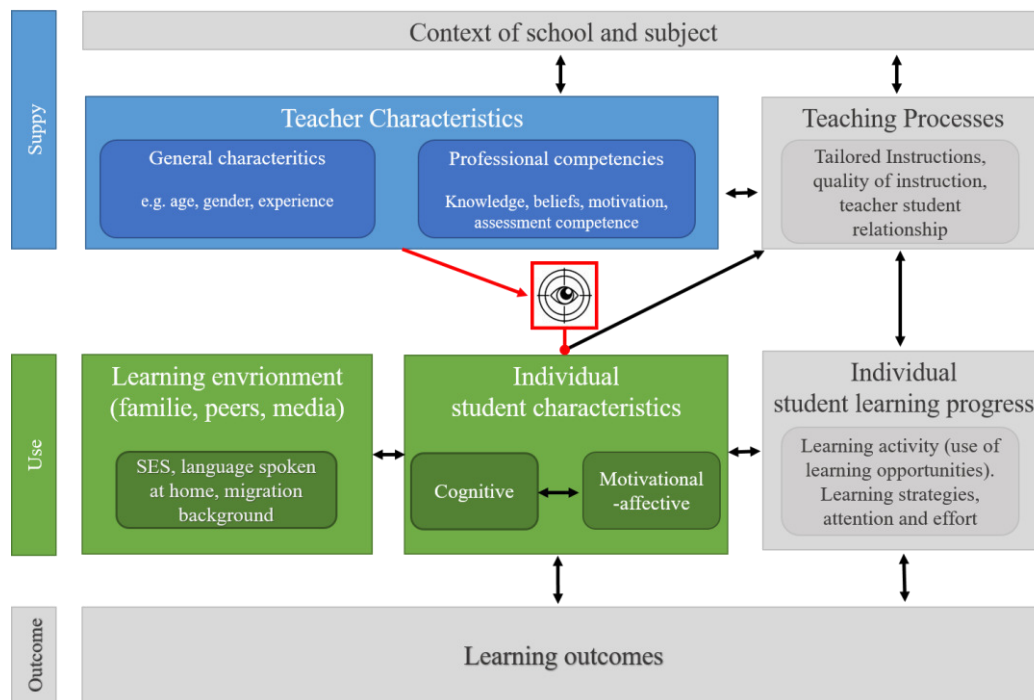 Suppy
Context of school and subject
Teacher Characteristics
General characteritics
e.g. age, gender, experience
Professional competencies
Knowledge, beliefs, motivation,
assessment competence
Teaching Processes
Tailored Instructions,
quality of instruction,
teacher student
relationship
Use
Learning envrionment
(familie, peers, media)
SES, language spoken
at home, migration
background
Individual
student characteristics
Cognitive
Motivational
-affective
Individual
student learning progress
Learning activity (use of
learning opportunities).
Learning strategies,
attention and effort
Outcome
Learning outcomes